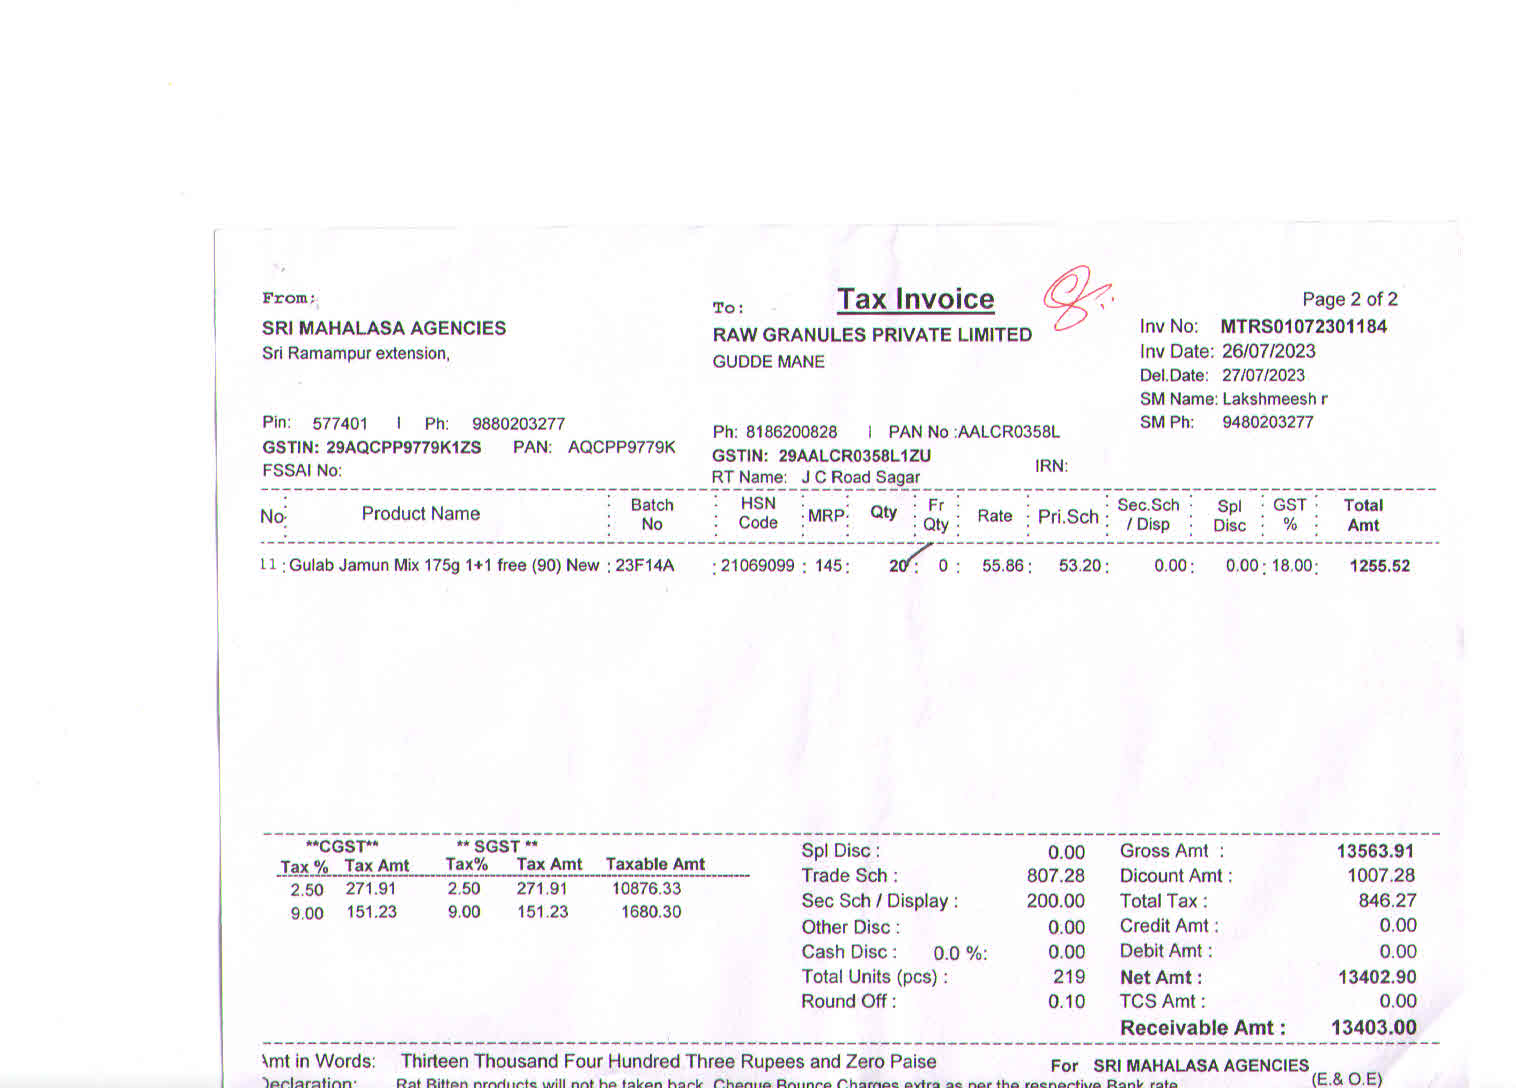 Tax Invoice
Page 2 of 2
From:
SRI MAHALASA AGENCIES
Sri Ramampur extension,
Pin: 577401 | Ph: 9880203277
GSTIN: 29AQCPP9779K1ZS PAN: AQCPP9779K
FSSAI No:
To:
RAW GRANULES PRIVATE LIMITED
GUDDE MANE
Ph: 8186200828 | PAN No :AALCR0358L
GSTIN: 29AALCR0358L1ZU
RT Name: J C Road Sagar
IRN:
Inv No: MTRS01072301184
Inv Date: 26/07/2023
Del.Date: 27/07/2023
SM Name: Lakshmeesh r
SM Ph: 9480203277
No: Product Name : Batch No : HSN Code : MRP: Qty : Fr Qty : Rate : Pri.Sch : Sec.Sch / Disp : Spl Disc : GST % : Total Amt
11 : Gulab Jamun Mix 175g 1+1 free (90) New : 23F14A : 21069099 : 145 : 20 : 0 : 55.86 : 53.20 : 0.00 : 0.00 : 18.00 : 1255.52
**CGST** ** SGST **
Tax % Tax Amt Tax% Tax Amt Taxable Amt
2.50 271.91 2.50 271.91 10876.33
9.00 151.23 9.00 151.23 1680.30
Spl Disc : 0.00
Trade Sch : 807.28
Sec Sch / Display : 200.00
Other Disc : 0.00
Cash Disc : 0.0 %: 0.00
Total Units (pcs) : 219
Round Off : 0.10
Gross Amt : 13563.91
Dicount Amt : 1007.28
Total Tax : 846.27
Credit Amt : 0.00
Debit Amt : 0.00
Net Amt : 13402.90
TCS Amt : 0.00
Receivable Amt : 13403.00
Amt in Words: Thirteen Thousand Four Hundred Three Rupees and Zero Paise
For SRI MAHALASA AGENCIES
(E.& O.E)
Declaration: Rat Bitten products will not be taken back. Cheque Bounce Charges extra as per the respective Bank rate